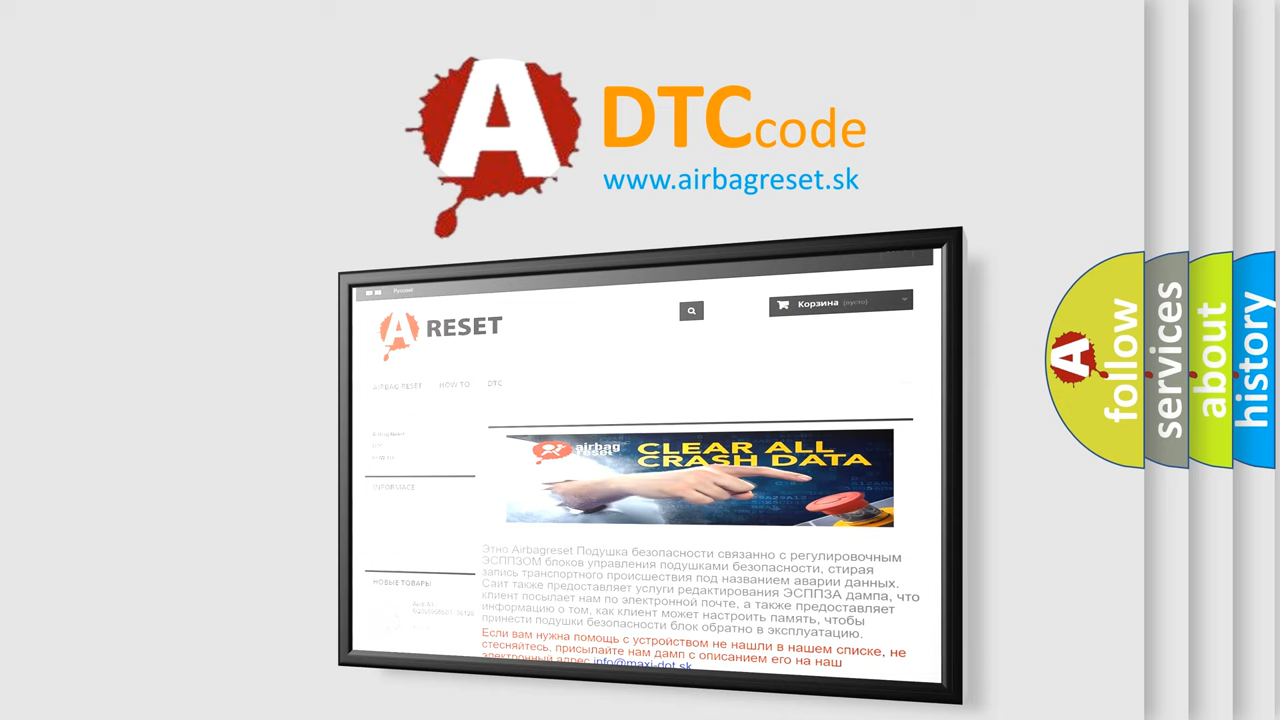 A DTCcode
www.airbagreset.sk
Русский
A RESET
Корзина (пусто)
AIRBAG RESET HOW TO DTC
INFORMACE
НОВЫЕ ТОВАРЫ
airbag
reset
CLEAR ALL
CRASH DATA
Этно Airbagreset Подушка безопасности связанно с регулировочным
ЭСППЗОМ блоков управления подушками безопасности, стирая
запись транспортного происшествия под названием аварии данных.
Сайт также предоставляет услуги редактирования ЭСППЗА дампа, что
клиент посылает нам по электронной почте, а также предоставляет
информацию о том, как клиент может настроить память, чтобы
принести подушки безопасности блок обратно в эксплуатацию.
Если вам нужна помощь с устройством не нашли в нашем списке, не
стесняйтесь, присылайте нам дамп с описанием его на наш
электронный адрес info@maxi-dot.sk
A follow
services
about
history